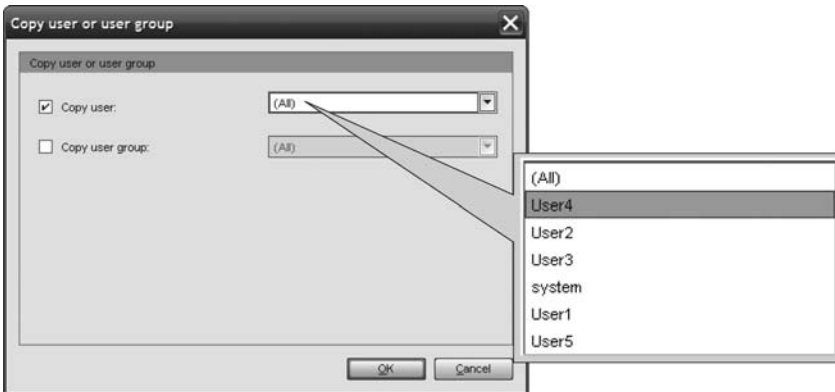 Copy user or user group
Copy user or user group
Copy user: (All)
Copy user group: (All)
(All)
User4
User2
User3
system
User1
User5
OK Cancel